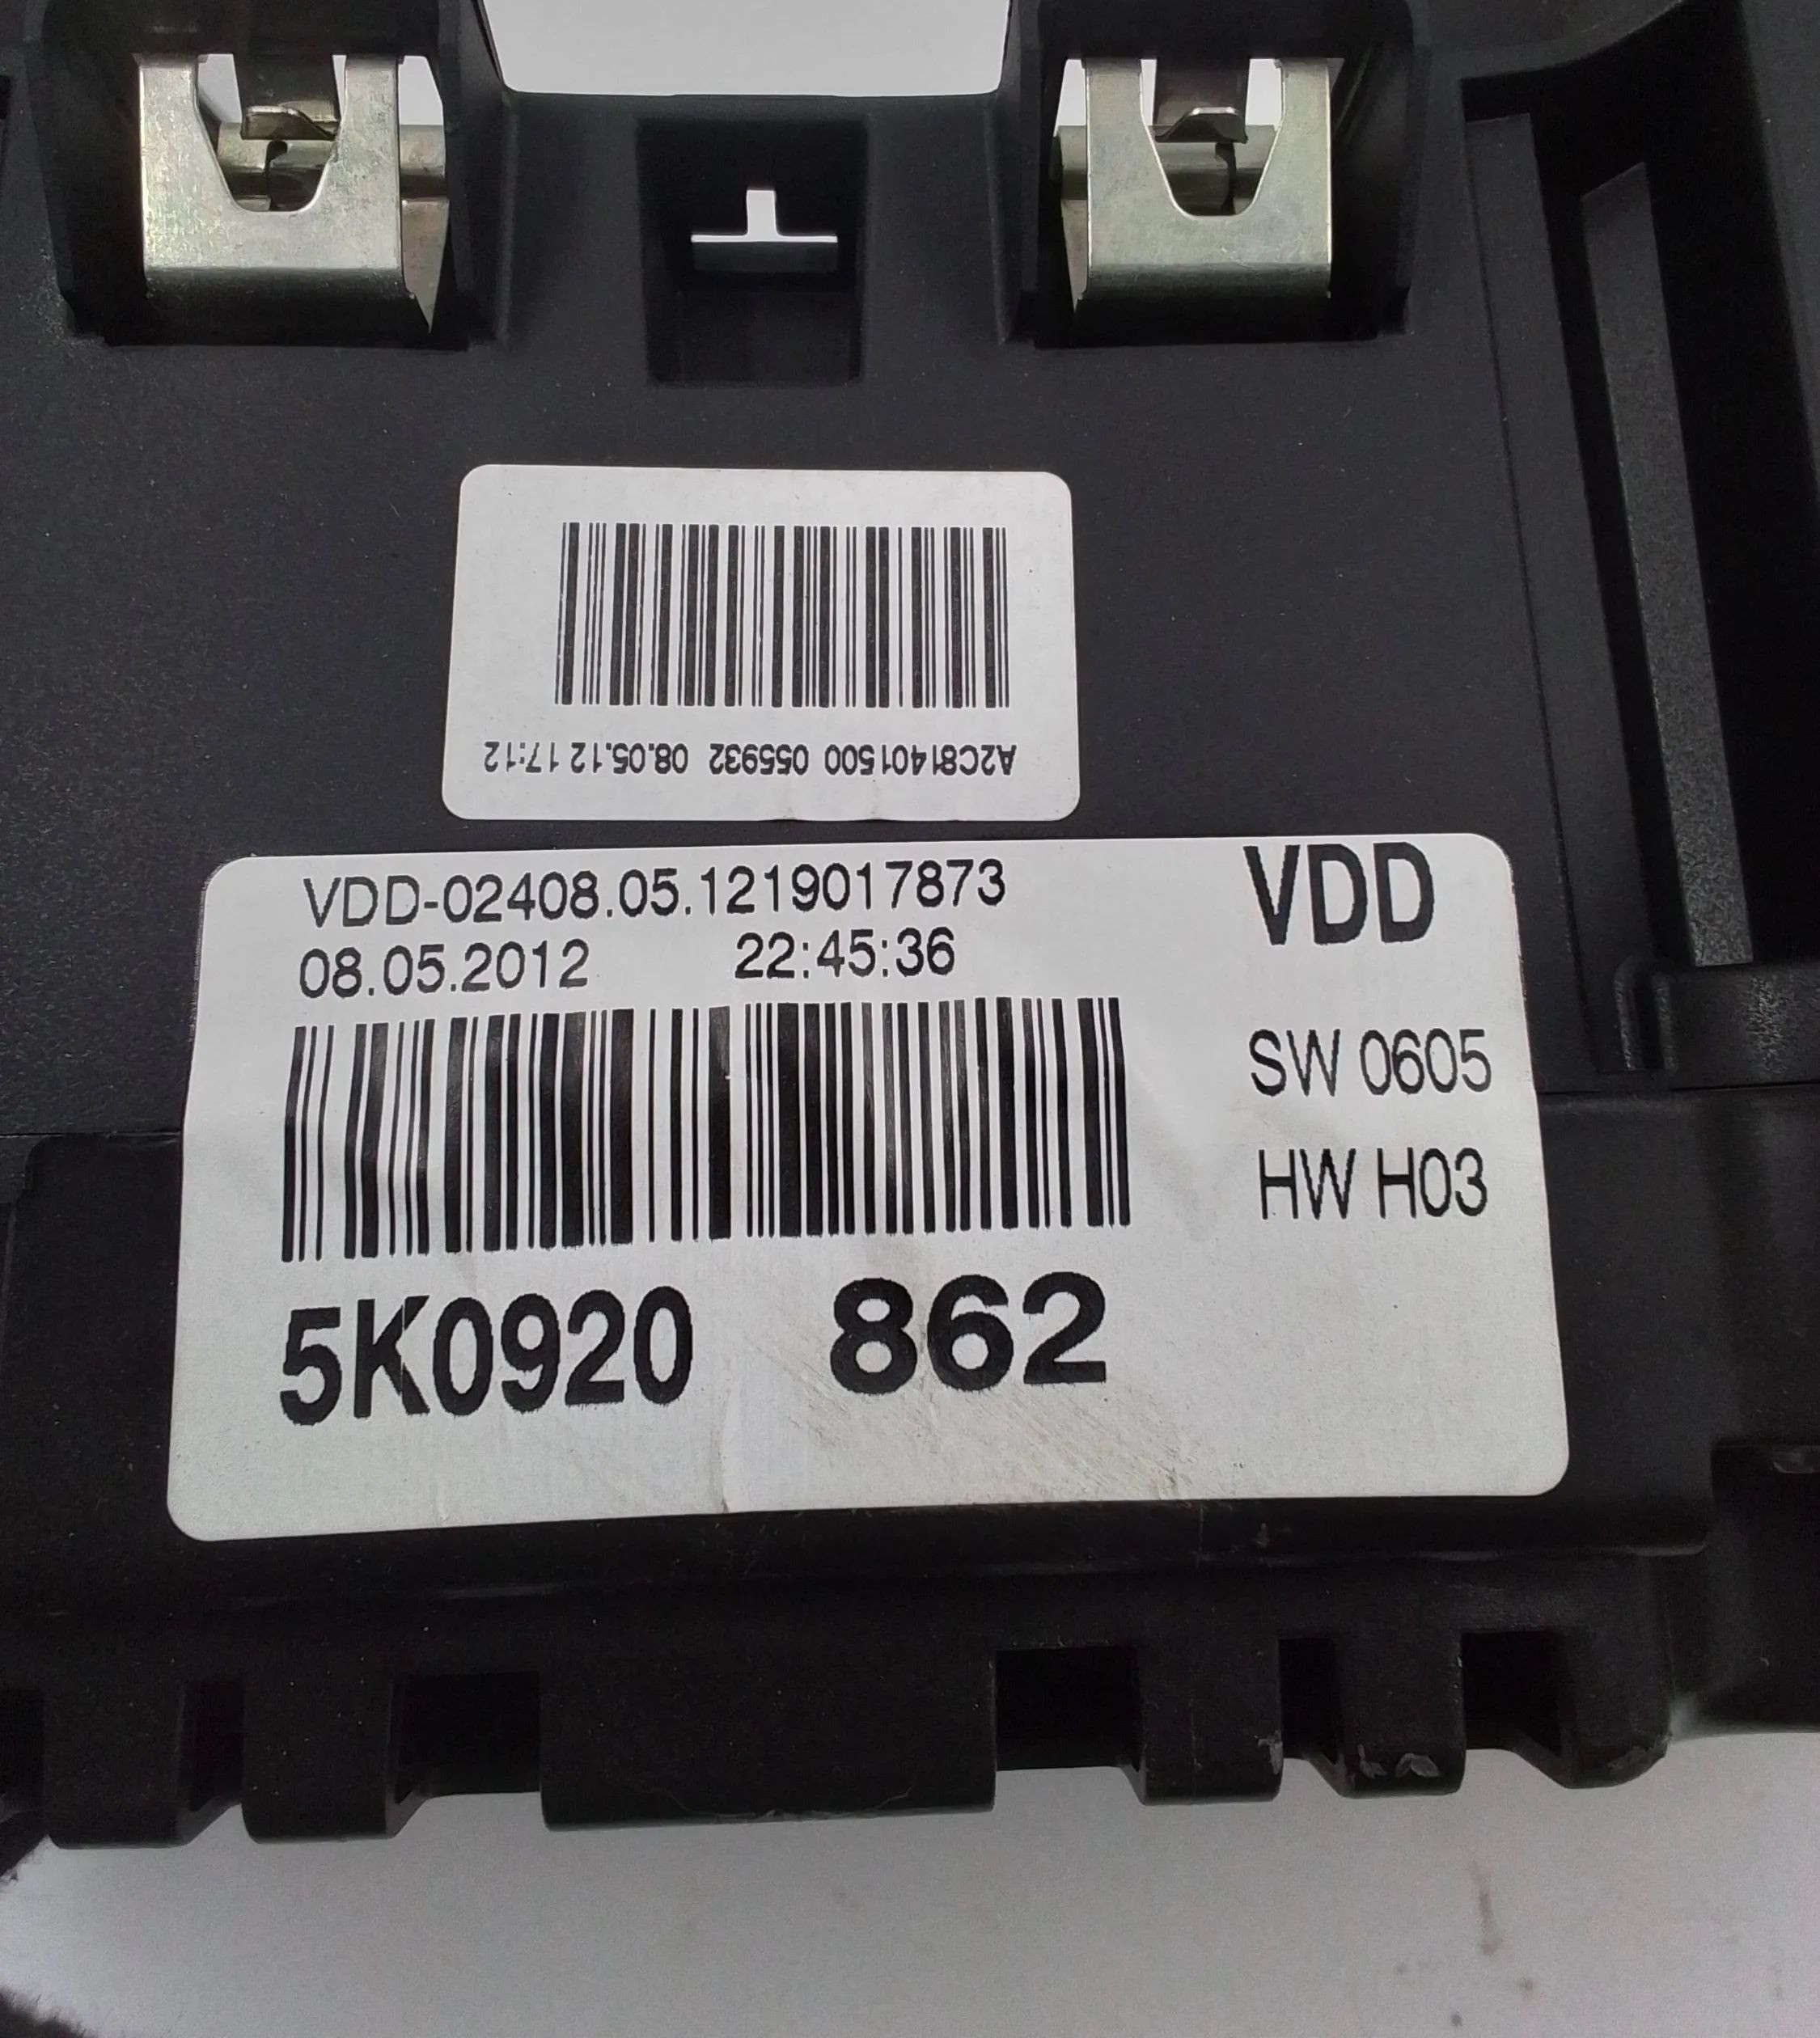 A2C81401500 055932 08.05.12 17:12
VDD-02408.05.1219017873
08.05.2012 22:45:36
VDD
SW 0605
HW H03
5K0920 862